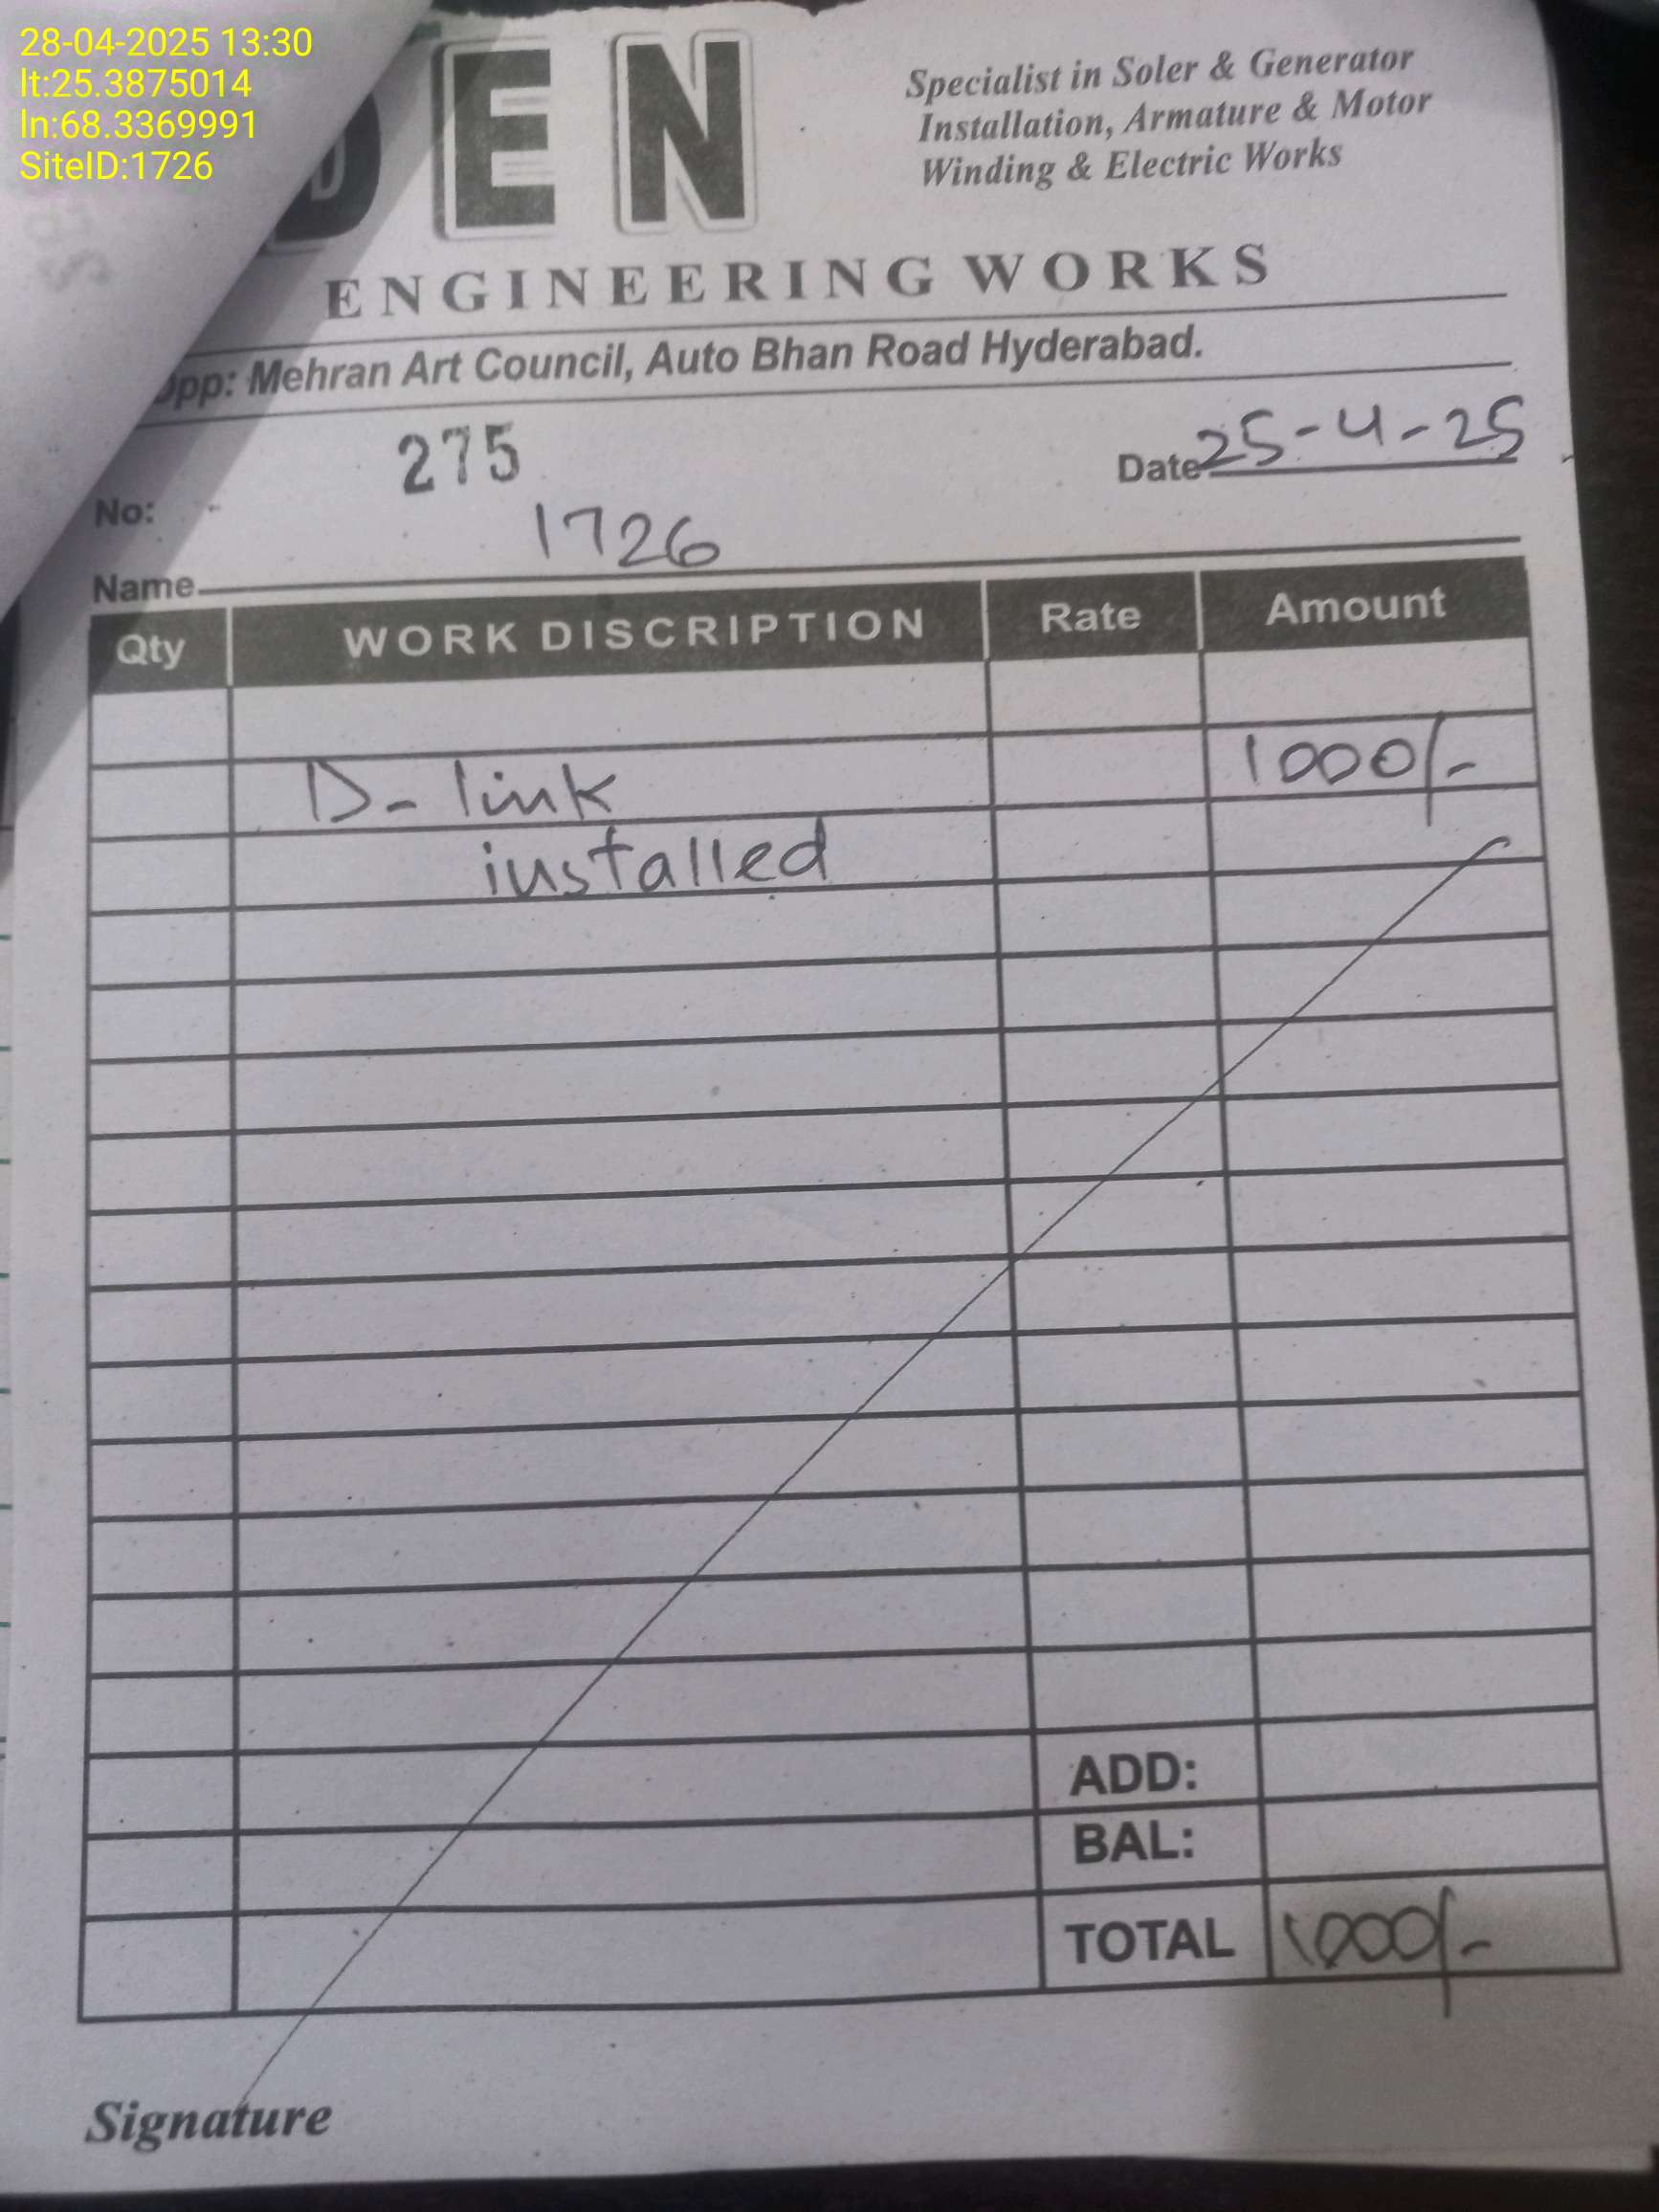 28-04-2025 13:30
lt:25.3875014
ln:68.3369991
SiteID:1726
DEN
Specialist in Soler & Generator
Installation, Armature & Motor
Winding & Electric Works
ENGINEERING WORKS
Opp: Mehran Art Council, Auto Bhan Road Hyderabad.
No: 275
Date 25-4-25
Name 1726
Qty WORK DISCRIPTION Rate Amount
D-link 1000/-
installed
ADD:
BAL:
TOTAL 1000/-
Signature